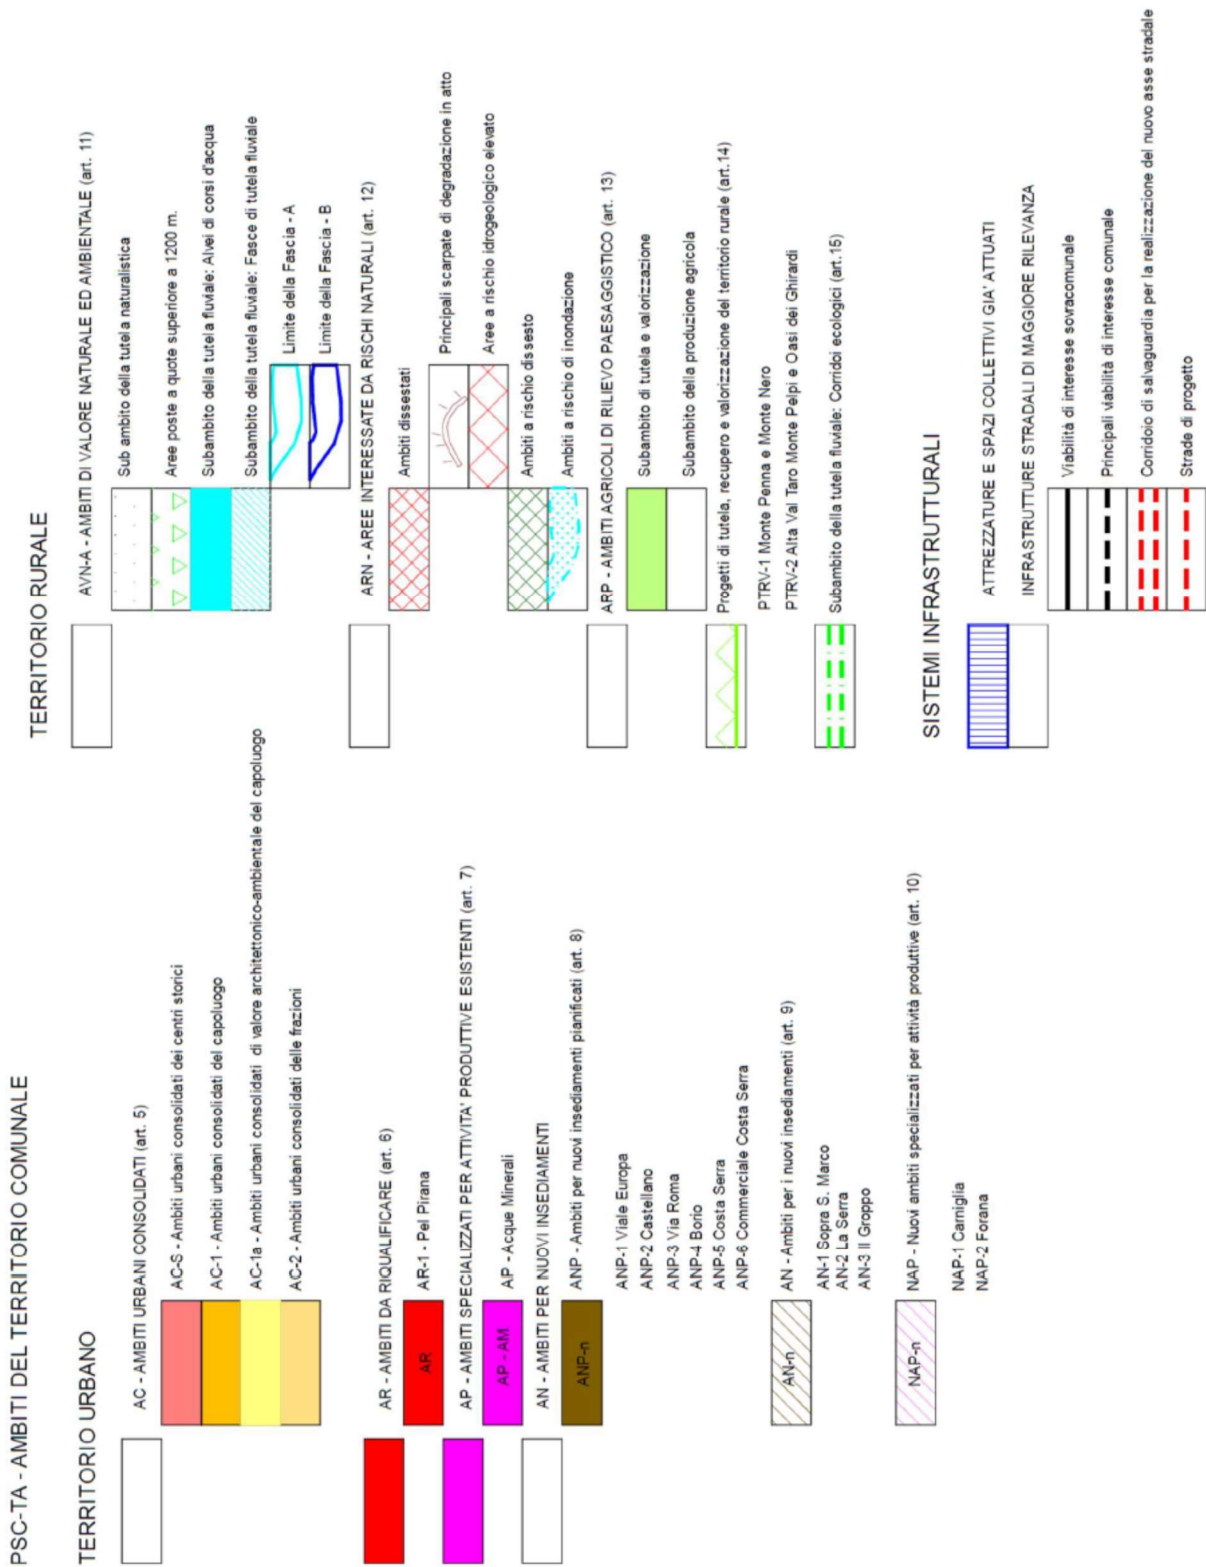 PSC-TA - AMBITI DEL TERRITORIO COMUNALE
TERRITORIO URBANO
AC - AMBITI URBANI CONSOLIDATI (art. 5)
AC-S - Ambiti urbani consolidati dei centri storici
AC-1 - Ambiti urbani consolidati del capoluogo
AC-1a - Ambiti urbani consolidati di valore architettonico-ambientale del capoluogo
AC-2 - Ambiti urbani consolidati delle frazioni
AR - AMBITI DA RIQUALIFICARE (art. 6)
AR
AR-1 - Pel Pirana
AP - AMBITI SPECIALIZZATI PER ATTIVITA' PRODUTTIVE ESISTENTI (art. 7)
AP - AM
AP - Acque Minerali
AN - AMBITI PER NUOVI INSEDIAMENTI
ANP-n
ANP - Ambiti per nuovi insediamenti pianificati (art. 8)
ANP-1 Viale Europa
ANP-2 Castellano
ANP-3 Via Roma
ANP-4 Borio
ANP-5 Costa Serra
ANP-6 Commerciale Costa Serra
AN-n
AN - Ambiti per i nuovi insediamenti (art. 9)
AN-1 Sopra S. Marco
AN-2 La Serra
AN-3 Il Groppo
NAP-n
NAP - Nuovi ambiti specializzati per attività produttive (art. 10)
NAP-1 Carniglia
NAP-2 Forana
TERRITORIO RURALE
AVN-A - AMBITI DI VALORE NATURALE ED AMBIENTALE (art. 11)
Sub ambito della tutela naturalistica
Aree poste a quote superiore a 1200 m.
Subambito della tutela fluviale: Alvei di corsi d'acqua
Subambito della tutela fluviale: Fasce di tutela fluviale
Limite della Fascia - A
Limite della Fascia - B
ARN - AREE INTERESSATE DA RISCHI NATURALI (art. 12)
Ambiti dissestati
Principali scarpate di degradazione in atto
Aree a rischio idrogeologico elevato
Ambiti a rischio dissesto
Ambiti a rischio di inondazione
ARP - AMBITI AGRICOLI DI RILIEVO PAESAGGISTICO (art. 13)
Subambito di tutela e valorizzazione
Subambito della produzione agricola
Progetti di tutela, recupero e valorizzazione del territorio rurale (art.14)
PTRV-1 Monte Penna e Monte Nero
PTRV-2 Alta Val Taro Monte Pelpi e Oasi dei Ghirardi
Subambito della tutela fluviale: Corridoi ecologici (art.15)
SISTEMI INFRASTRUTTURALI
ATTREZZATURE E SPAZI COLLETTIVI GIA' ATTUATI
INFRASTRUTTURE STRADALI DI MAGGIORE RILEVANZA
Viabilità di interesse sovracomunale
Principali viabilità di interesse comunale
Corridoio di salvaguardia per la realizzazione del nuovo asse stradale
Strade di progetto